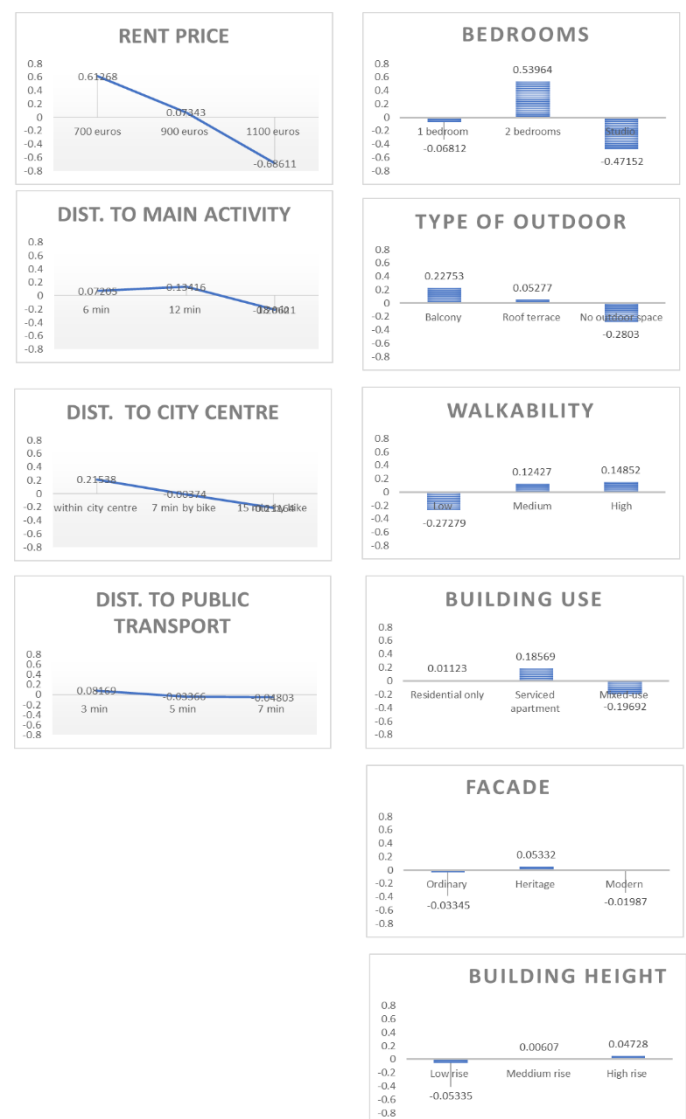 RENT PRICE
0.8
0.6
0.4
0.2
0
-0.2
-0.4
-0.6
-0.8
0.61268
0.07343
-0.68611
700 euros
900 euros
1100 euros
BEDROOMS
0.8
0.6
0.4
0.2
0
-0.2
-0.4
-0.6
-0.8
0.53964
1 bedroom
2 bedrooms
Studio
-0.06812
-0.47152
DIST. TO MAIN ACTIVITY
0.8
0.6
0.4
0.2
0
-0.2
-0.4
-0.6
-0.8
0.07205
0.13416
-0.20621
6 min
12 min
TYPE OF OUTDOOR
0.8
0.6
0.4
0.2
0
-0.2
-0.4
-0.6
-0.8
0.22753
0.05277
Balcony
Roof terrace
No outdoor space
-0.2803
DIST. TO CITY CENTRE
0.8
0.6
0.4
0.2
0
-0.2
-0.4
-0.6
-0.8
0.21538
-0.00374
-0.21164
within city centre
7 min by bike
15 min by bike
WALKABILITY
0.8
0.6
0.4
0.2
0
-0.2
-0.4
-0.6
-0.8
0.12427
0.14852
Low
Medium
High
-0.27279
DIST. TO PUBLIC
TRANSPORT
0.8
0.6
0.4
0.2
0
-0.2
-0.4
-0.6
-0.8
0.08169
-0.03366
-0.04803
3 min
5 min
7 min
BUILDING USE
0.8
0.6
0.4
0.2
0
-0.2
-0.4
-0.6
-0.8
0.01123
0.18569
Residential only
Serviced
apartment
Mixed-use
-0.19692
FACADE
0.8
0.6
0.4
0.2
0
-0.2
-0.4
-0.6
-0.8
0.05332
Ordinary
Heritage
Modern
-0.03345
-0.01987
BUILDING HEIGHT
0.8
0.6
0.4
0.2
0
-0.2
-0.4
-0.6
-0.8
0.00607
0.04728
Low rise
Meddium rise
High rise
-0.05335